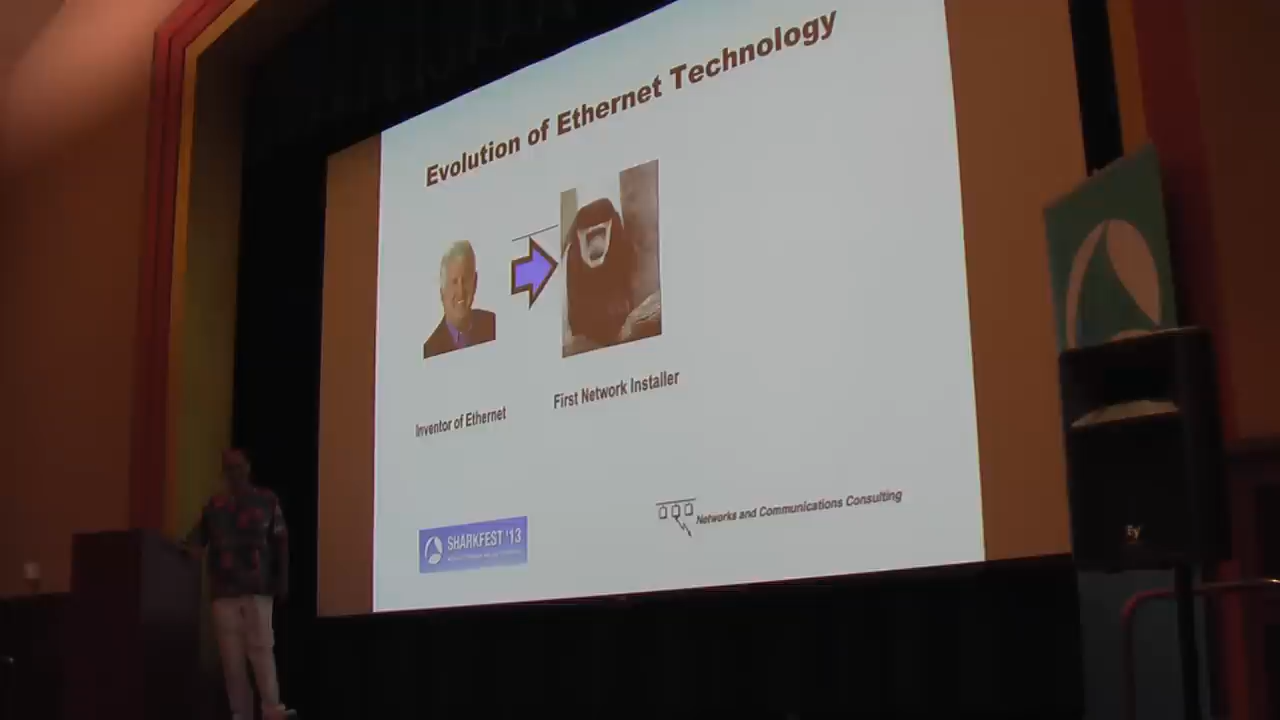 Evolution of Ethernet Technology
Inventor of Ethernet
First Network Installer
SHARKFEST '13
Networks and Communications Consulting